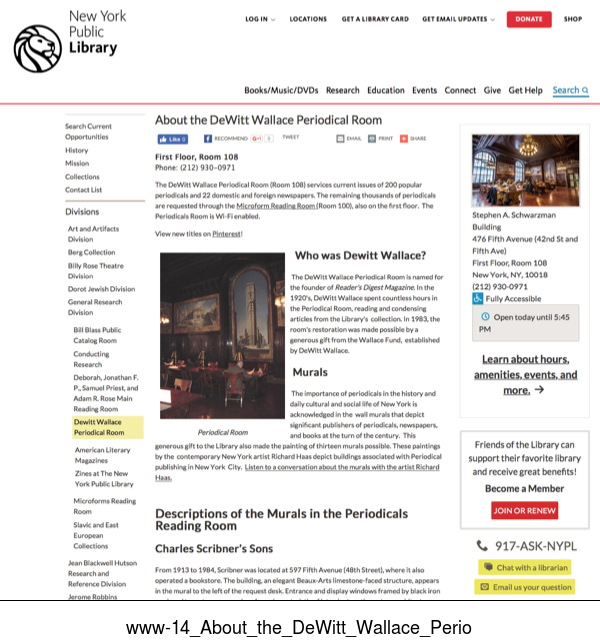 New York
Public
Library
LOG IN
LOCATIONS
GET A LIBRARY CARD
GET EMAIL UPDATES
DONATE
SHOP
Books/Music/DVDs Research Education Events Connect Give Get Help Search
Search Current
Opportunities
History
Mission
Collections
Contact List
Divisions
Art and Artifacts
Division
Berg Collection
Billy Rose Theatre
Division
Dorot Jewish Division
General Research
Division
Bill Blass Public
Catalog Room
Conducting
Research
Deborah, Jonathan F.
P., Samuel Priest, and
Adam R. Rose Main
Reading Room
Dewitt Wallace
Periodical Room
American Literary
Magazines
Zines at The New
York Public Library
Microforms Reading
Room
Slavic and East
European
Collections
Jean Blackwell Hutson
Research and
Reference Division
Jerome Robbins
About the DeWitt Wallace Periodical Room
Like 0
RECOMMEND
TWEET
EMAIL
PRINT
SHARE
First Floor, Room 108
Phone: (212) 930-0971
The DeWitt Wallace Periodical Room (Room 108) services current issues of 200 popular
periodicals and 22 domestic and foreign newspapers. The remaining thousands of periodicals
are requested through the Microform Reading Room (Room 100), also on the first floor. The
Periodicals Room is Wi-Fi enabled.
View new titles on Pinterest!
Who was Dewitt Wallace?
The DeWitt Wallace Periodical Room is named for
the founder of Reader's Digest Magazine. In the
1920's, DeWitt Wallace spent countless hours in
the Periodical Room, reading and condensing
articles from the Library's collection. In 1983, the
room's restoration was made possible by a
generous gift from the Wallace Fund, established
by DeWitt Wallace.
Murals
The importance of periodicals in the history and
daily cultural and social life of New York is
acknowledged in the wall murals that depict
significant publishers of periodicals, newspapers,
and books at the turn of the century. This
Periodical Room
generous gift to the Library also made the painting of thirteen murals possible. These paintings
by the contemporary New York artist Richard Haas depict buildings associated with Periodical
publishing in New York City. Listen to a conversation about the murals with the artist Richard
Haas.
Descriptions of the Murals in the Periodicals
Reading Room
Charles Scribner's Sons
From 1913 to 1984, Scribner was located at 597 Fifth Avenue (48th Street), where it also
operated a bookstore. The building, an elegant Beaux-Arts limestone-faced structure, appears
in the mural to the left of the request desk. Entrance and display windows framed by black iron
Stephen A. Schwarzman
Building
476 Fifth Avenue (42nd St and
Fifth Ave)
First Floor, Room 108
New York, NY, 10018
(212) 930-0971
Fully Accessible
Open today until 5:45
PM
Learn about hours,
amenities, events, and
more. →
Friends of the Library can
support their favorite library
and receive great benefits!
Become a Member
JOIN OR RENEW
917-ASK-NYPL
Chat with a librarian
Email us your question
www-14_About_the_DeWitt_Wallace_Perio